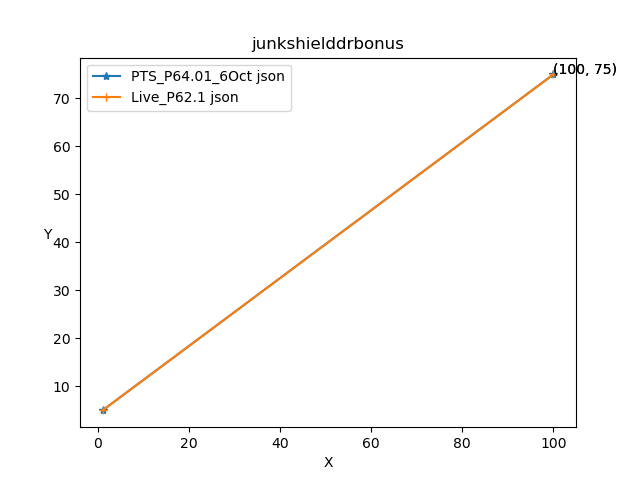 junkshielddrbonus
PTS_P64.01_6Oct json
Live_P62.1 json
(100, 75)
70
60
50
40
30
20
10
Y
0
20
40
60
80
100
X